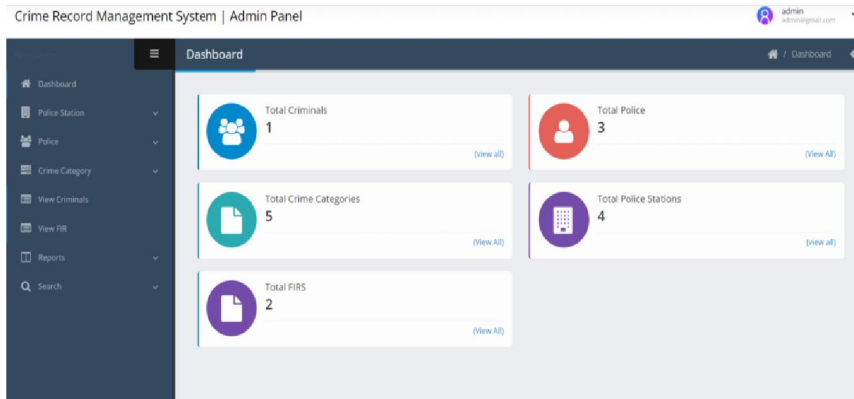 Crime Record Management System | Admin Panel
admin
admin@gmail.com
Dashboard
/ Dashboard
Dashboard
Police Station
Police
Crime Category
View Criminals
View FIR
Reports
Search
Total Criminals
1
(view all)
Total Police
3
(View All)
Total Crime Categories
5
(View All)
Total Police Stations
4
(view all)
Total FIRS
2
(View All)